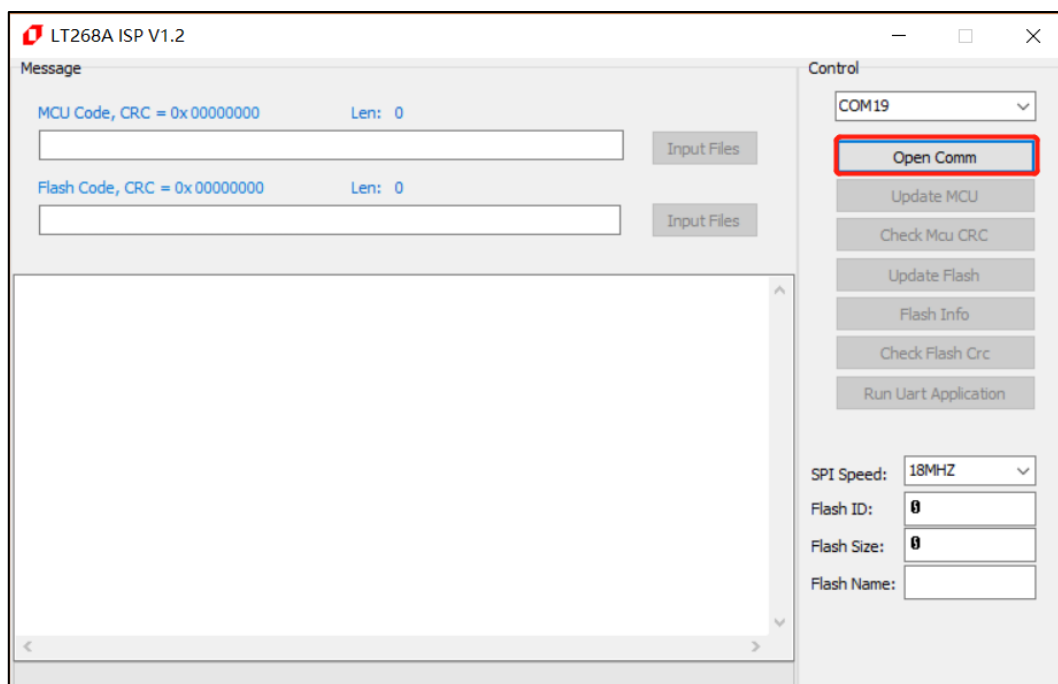 LT268A ISP V1.2
Message
MCU Code, CRC = 0x 00000000 Len: 0
Input Files
Flash Code, CRC = 0x 00000000 Len: 0
Input Files
Control
COM19
Open Comm
Update MCU
Check Mcu CRC
Update Flash
Flash Info
Check Flash Crc
Run Uart Application
SPI Speed: 18MHZ
Flash ID: 0
Flash Size: 0
Flash Name: